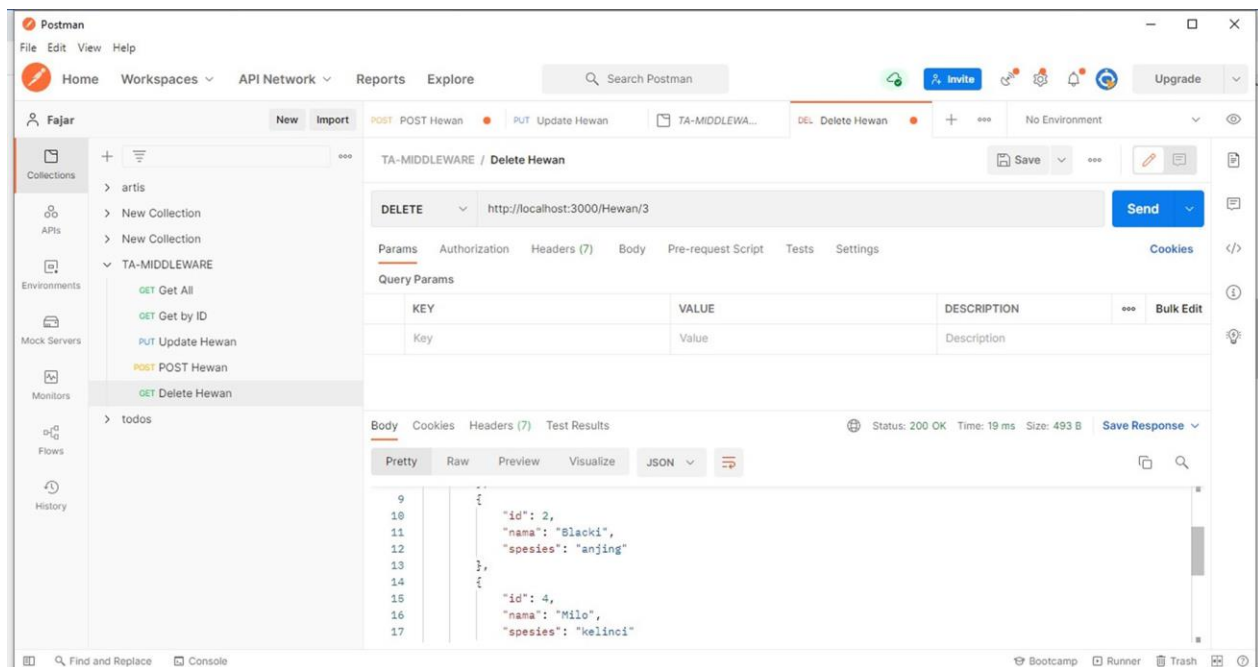 Postman
File Edit View Help
Home Workspaces API Network Reports Explore Search Postman Invite Upgrade
Fajar New Import POST POST Hewan PUT Update Hewan TA-MIDDLEWA... DEL Delete Hewan No Environment
Collections
APIs
Environments
Mock Servers
Monitors
Flows
History
artis
New Collection
New Collection
TA-MIDDLEWARE
GET Get All
GET Get by ID
PUT Update Hewan
POST POST Hewan
GET Delete Hewan
todos
TA-MIDDLEWARE / Delete Hewan Save
DELETE http://localhost:3000/Hewan/3 Send
Params Authorization Headers (7) Body Pre-request Script Tests Settings Cookies
Query Params
KEY VALUE DESCRIPTION Bulk Edit
Key Value Description
Body Cookies Headers (7) Test Results Status: 200 OK Time: 19 ms Size: 493 B Save Response
Pretty Raw Preview Visualize JSON
9 {
10 "id": 2,
11 "nama": "Blacki",
12 "spesies": "anjing"
13 },
14 {
15 "id": 4,
16 "nama": "Milo",
17 "spesies": "kelinci"
Find and Replace Console Bootcamp Runner Trash